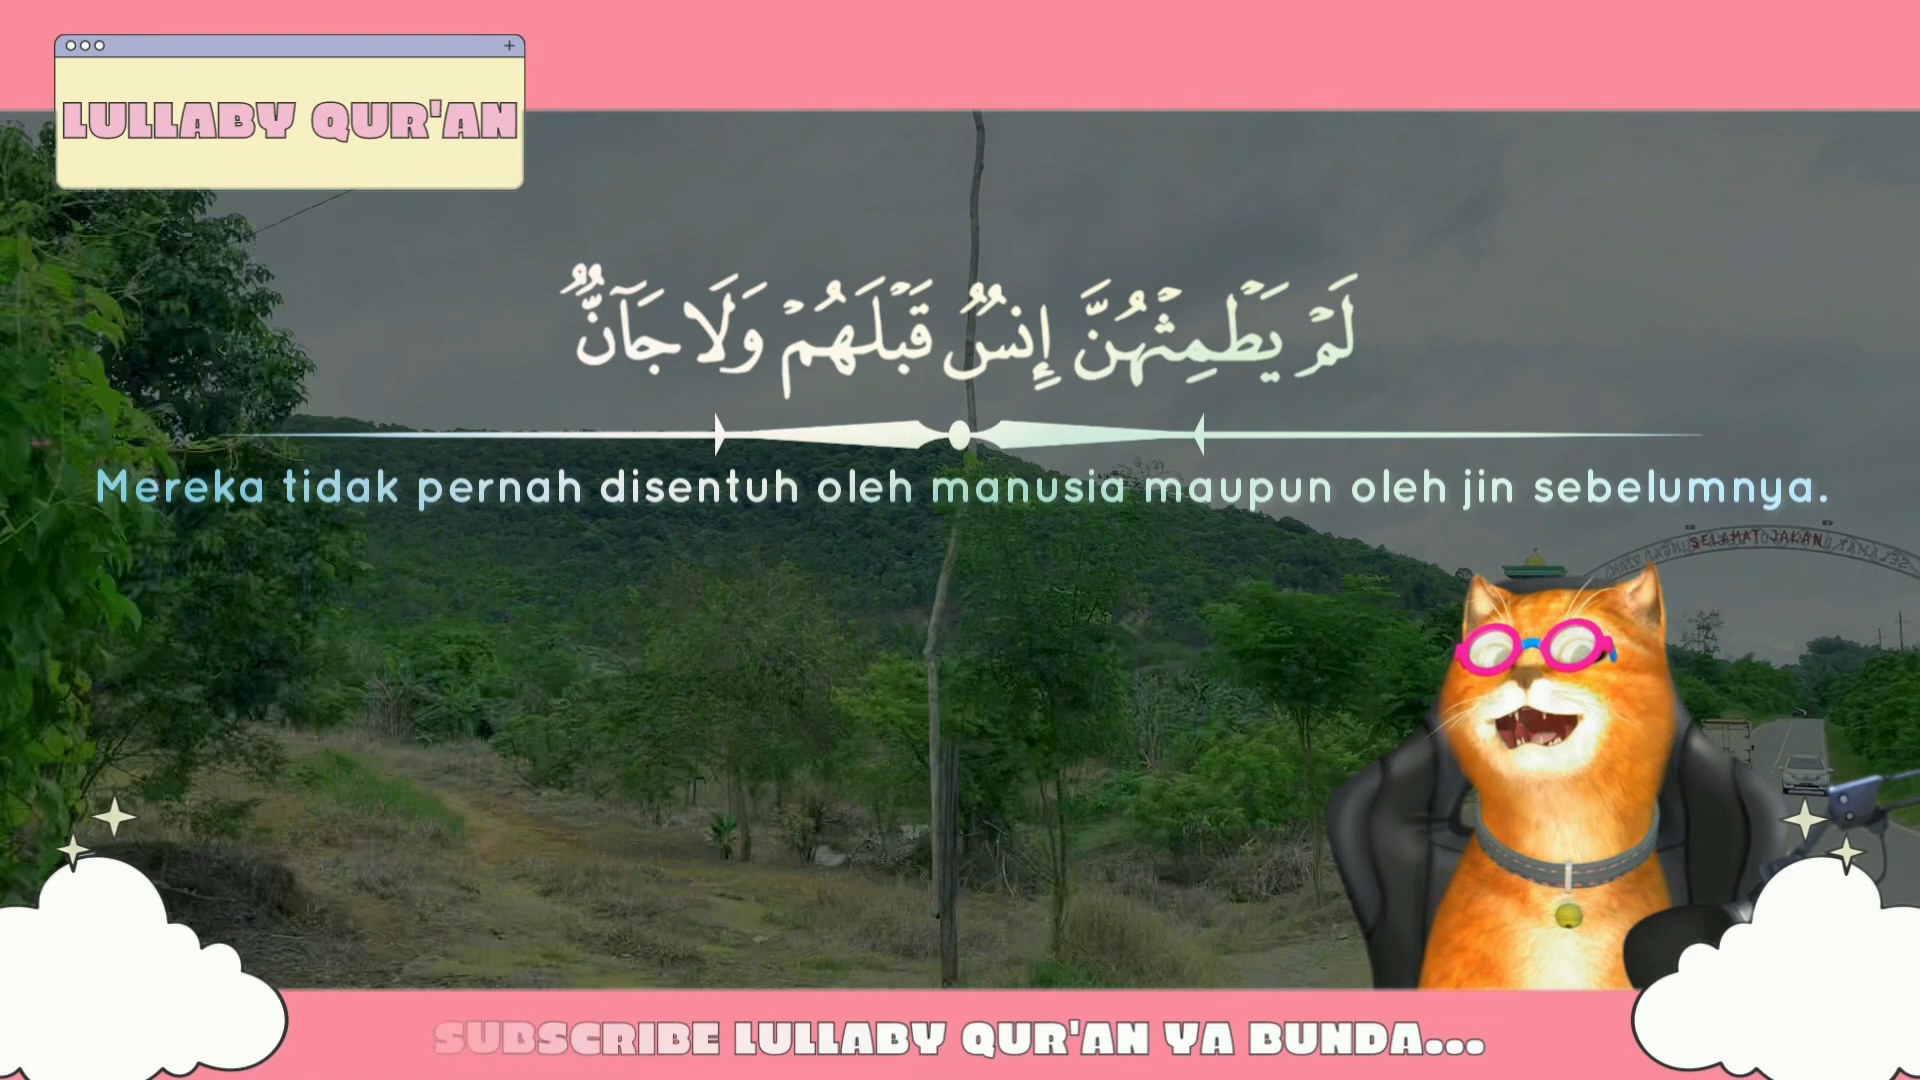 LULLABY QUR'AN
لَمْ يَطْمِثْهُنَّ إِنسٌ قَبْلَهُمْ وَلَا جَآنٌّ
Mereka tidak pernah disentuh oleh manusia maupun oleh jin sebelumnya.
SELAMAT JALAN
SUBSCRIBE LULLABY QUR'AN YA BUNDA...